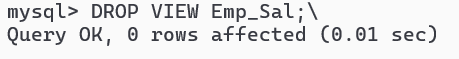 mysql> DROP VIEW Emp_Sal;\
Query OK, 0 rows affected (0.01 sec)